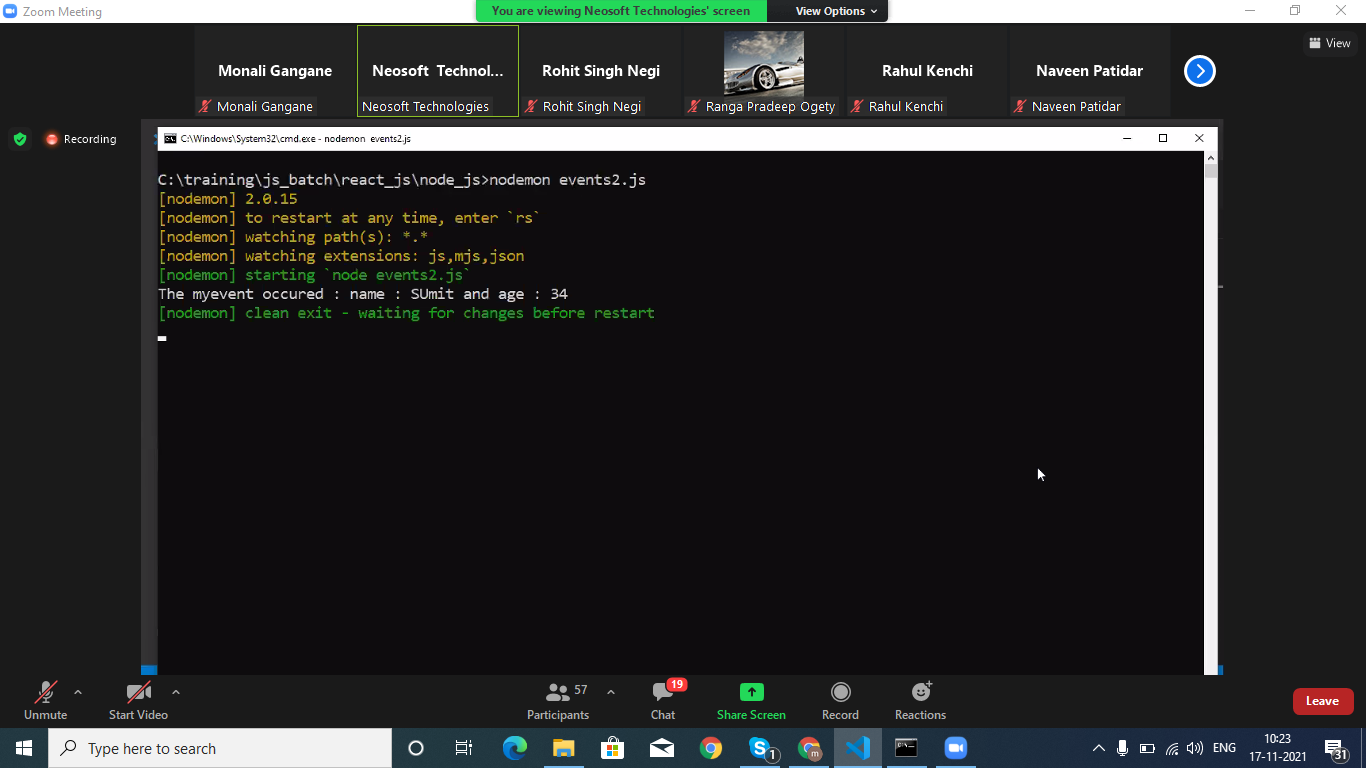 Zoom Meeting
You are viewing Neosoft Technologies' screen
View Options
Monali Gangane
Neosoft Technol...
Rohit Singh Negi
Rahul Kenchi
Naveen Patidar
View
Monali Gangane
Neosoft Technologies
Rohit Singh Negi
Ranga Pradeep Ogety
Rahul Kenchi
Naveen Patidar
Recording
C:\Windows\System32\cmd.exe - nodemon events2.js
C:\training\js_batch\react_js\node_js>nodemon events2.js
[nodemon] 2.0.15
[nodemon] to restart at any time, enter `rs`
[nodemon] watching path(s): *.*
[nodemon] watching extensions: js,mjs,json
[nodemon] starting `node events2.js`
The myevent occured : name : SUmit and age : 34
[nodemon] clean exit - waiting for changes before restart
57
19
Unmute
Start Video
Participants
Chat
Share Screen
Record
Reactions
Leave
Type here to search
1
m
ENG
10:23
17-11-2021
31